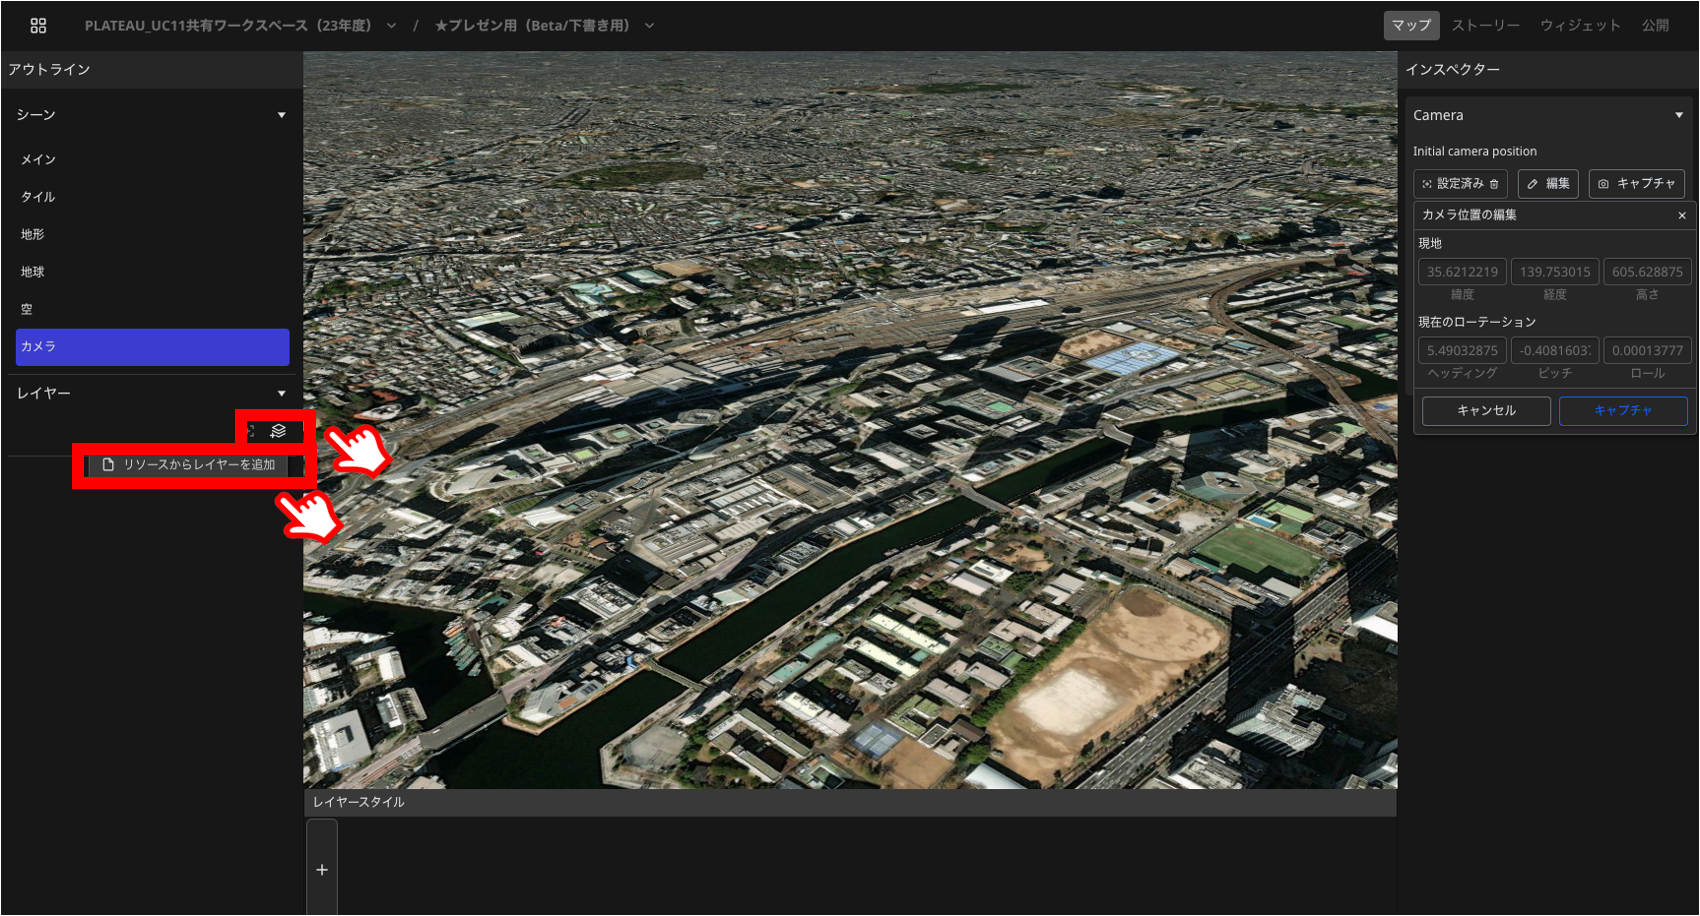 PLATEAU_UC11共有ワークスペース（23年度） / ★プレゼン用（Beta/下書き用）
マップ ストーリー ウィジェット 公開
アウトライン
シーン
メイン
タイル
地形
地球
空
カメラ
レイヤー
リソースからレイヤーを追加
レイヤースタイル
+
インスペクター
Camera
Initial camera position
設定済み 編集 キャプチャ
カメラ位置の編集
現地
35.6212219 139.753015 605.628875
緯度 経度 高さ
現在のローテーション
5.49032875 -0.4081603 0.00013777
ヘッディング ピッチ ロール
キャンセル キャプチャ